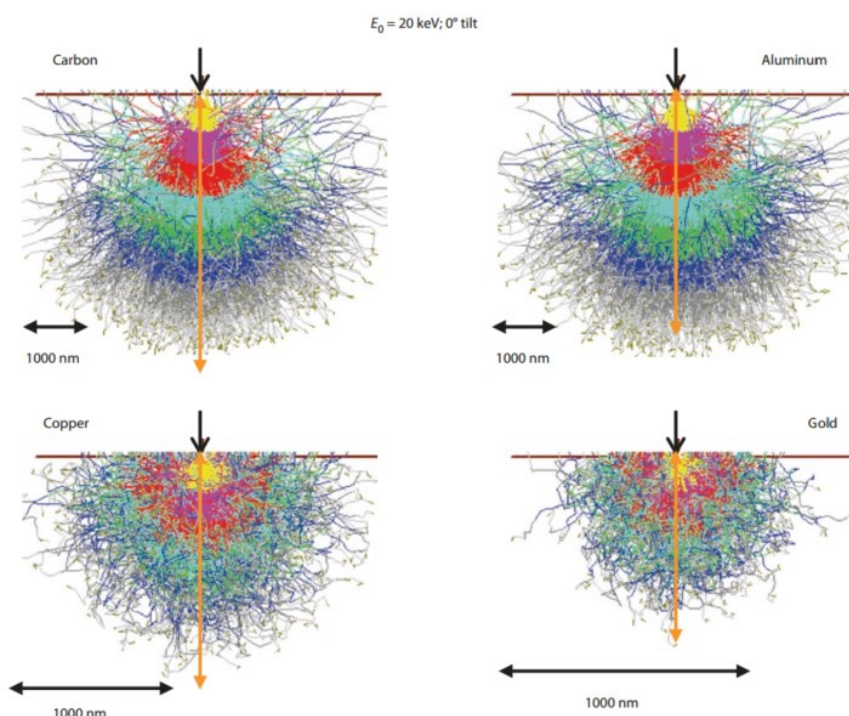 E₀ = 20 keV; 0° tilt
Carbon
Aluminum
1000 nm
1000 nm
Copper
Gold
1000 nm
1000 nm